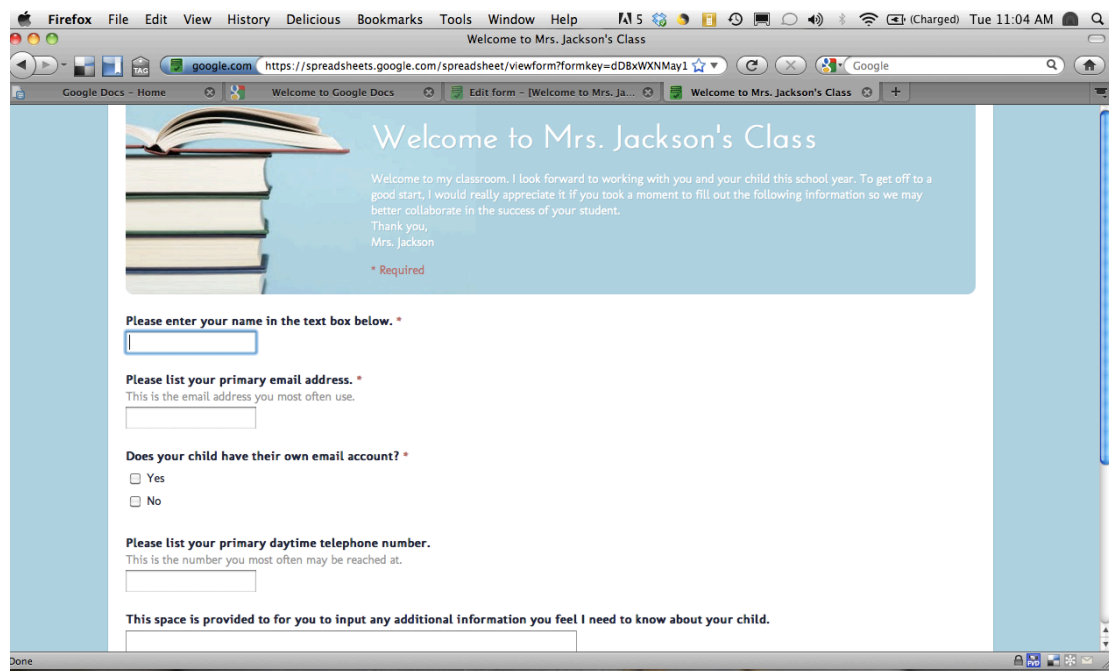 Firefox File Edit View History Delicious Bookmarks Tools Window Help 5 (Charged) Tue 11:04 AM
Welcome to Mrs. Jackson's Class
TAG google.com https://spreadsheets.google.com/spreadsheet/viewform?formkey=dDBxWXNMay1 Google
Google Docs - Home Welcome to Google Docs Edit form - [Welcome to Mrs. Ja... Welcome to Mrs. Jackson's Class +
Welcome to Mrs. Jackson's Class
Welcome to my classroom. I look forward to working with you and your child this school year. To get off to a
good start, I would really appreciate it if you took a moment to fill out the following information so we may
better collaborate in the success of your student.
Thank you,
Mrs. Jackson
* Required
Please enter your name in the text box below. *
Please list your primary email address. *
This is the email address you most often use.
Does your child have their own email account? *
Yes
No
Please list your primary daytime telephone number.
This is the number you most often may be reached at.
This space is provided to for you to input any additional information you feel I need to know about your child.
Done